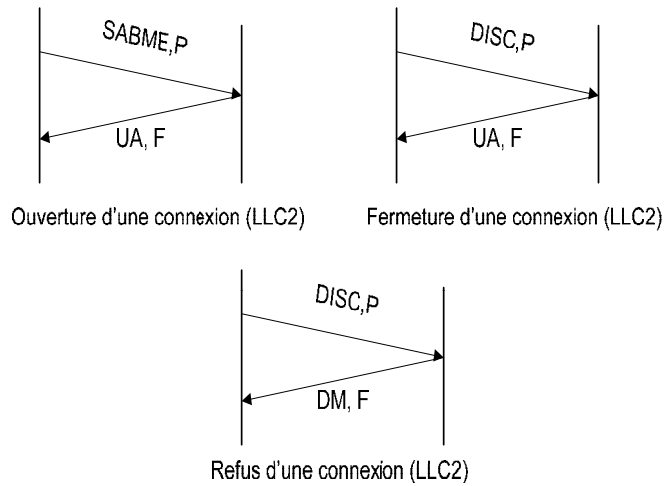 SABME,P
UA, F
Ouverture d'une connexion (LLC2)
DISC,P
UA, F
Fermeture d'une connexion (LLC2)
DISC,P
DM, F
Refus d'une connexion (LLC2)